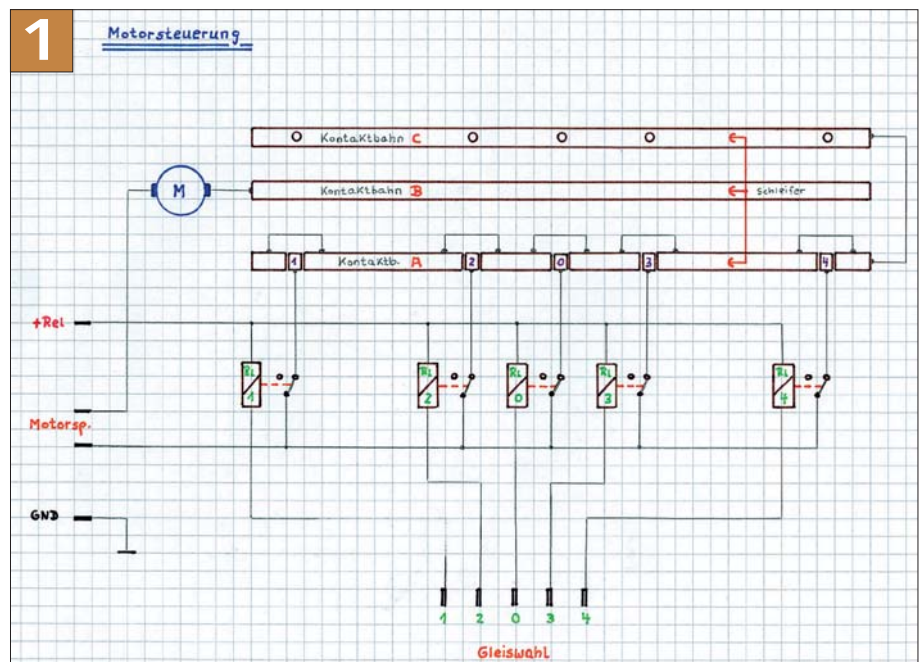 1
Motorsteuerung
Kontaktbahn C
M
Kontaktbahn B
Schleifer
1 Kontaktb. A 2 0 3 4
+Rel
RL 1
RL 2
RL 0
RL 3
RL 4
Motorsp.
GND
1 2 0 3 4
Gleiswahl